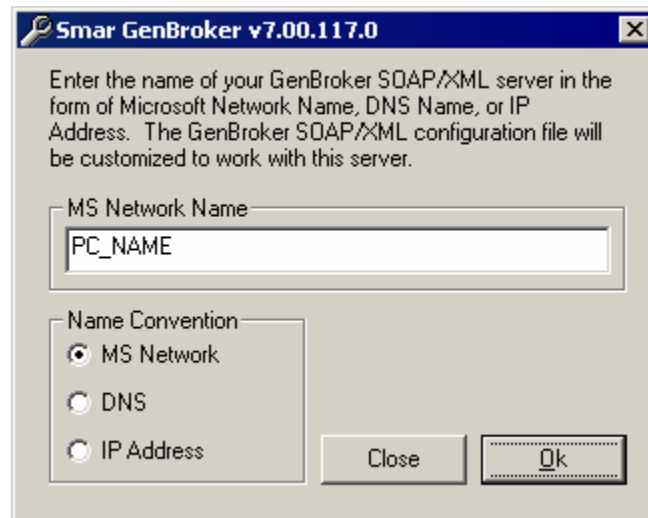 Smar GenBroker v7.00.117.0
Enter the name of your GenBroker SOAP/XML server in the
form of Microsoft Network Name, DNS Name, or IP
Address. The GenBroker SOAP/XML configuration file will
be customized to work with this server.
MS Network Name
PC_NAME
Name Convention
MS Network
DNS
IP Address
Close
Ok